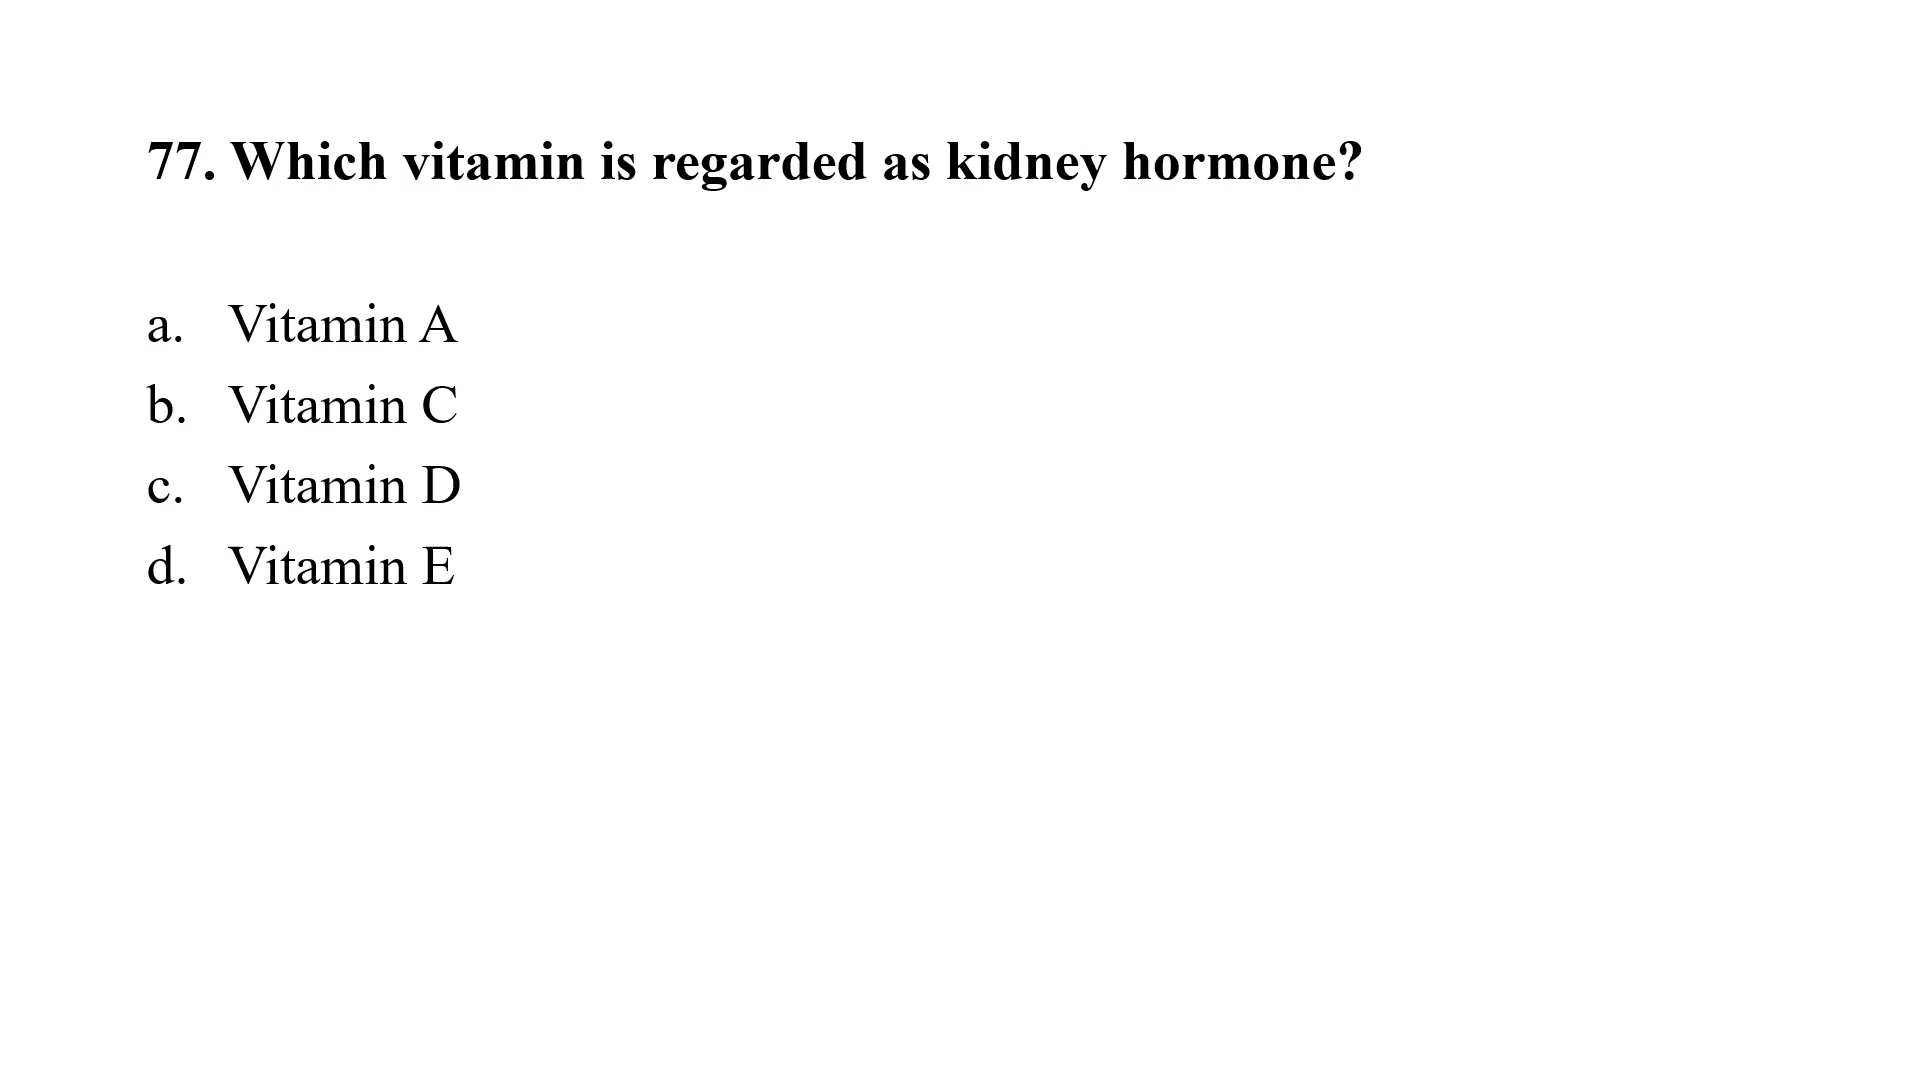 77. Which vitamin is regarded as kidney hormone?
a. Vitamin A
b. Vitamin C
c. Vitamin D
d. Vitamin E